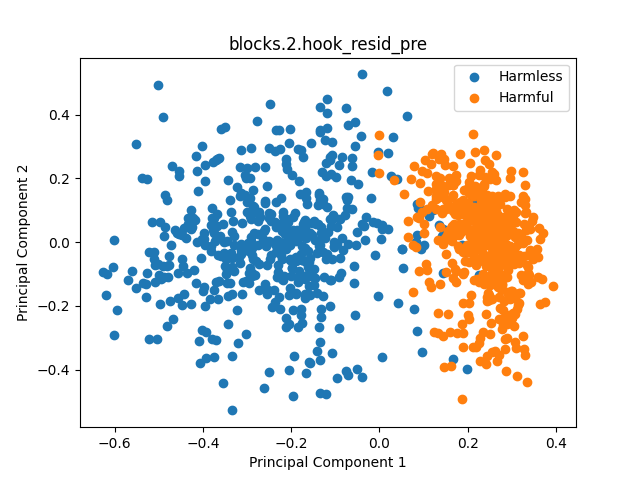 blocks.2.hook_resid_pre
Harmless
Harmful
Principal Component 2
0.4
0.2
0.0
−0.2
−0.4
−0.6
−0.4
−0.2
0.0
0.2
0.4
Principal Component 1